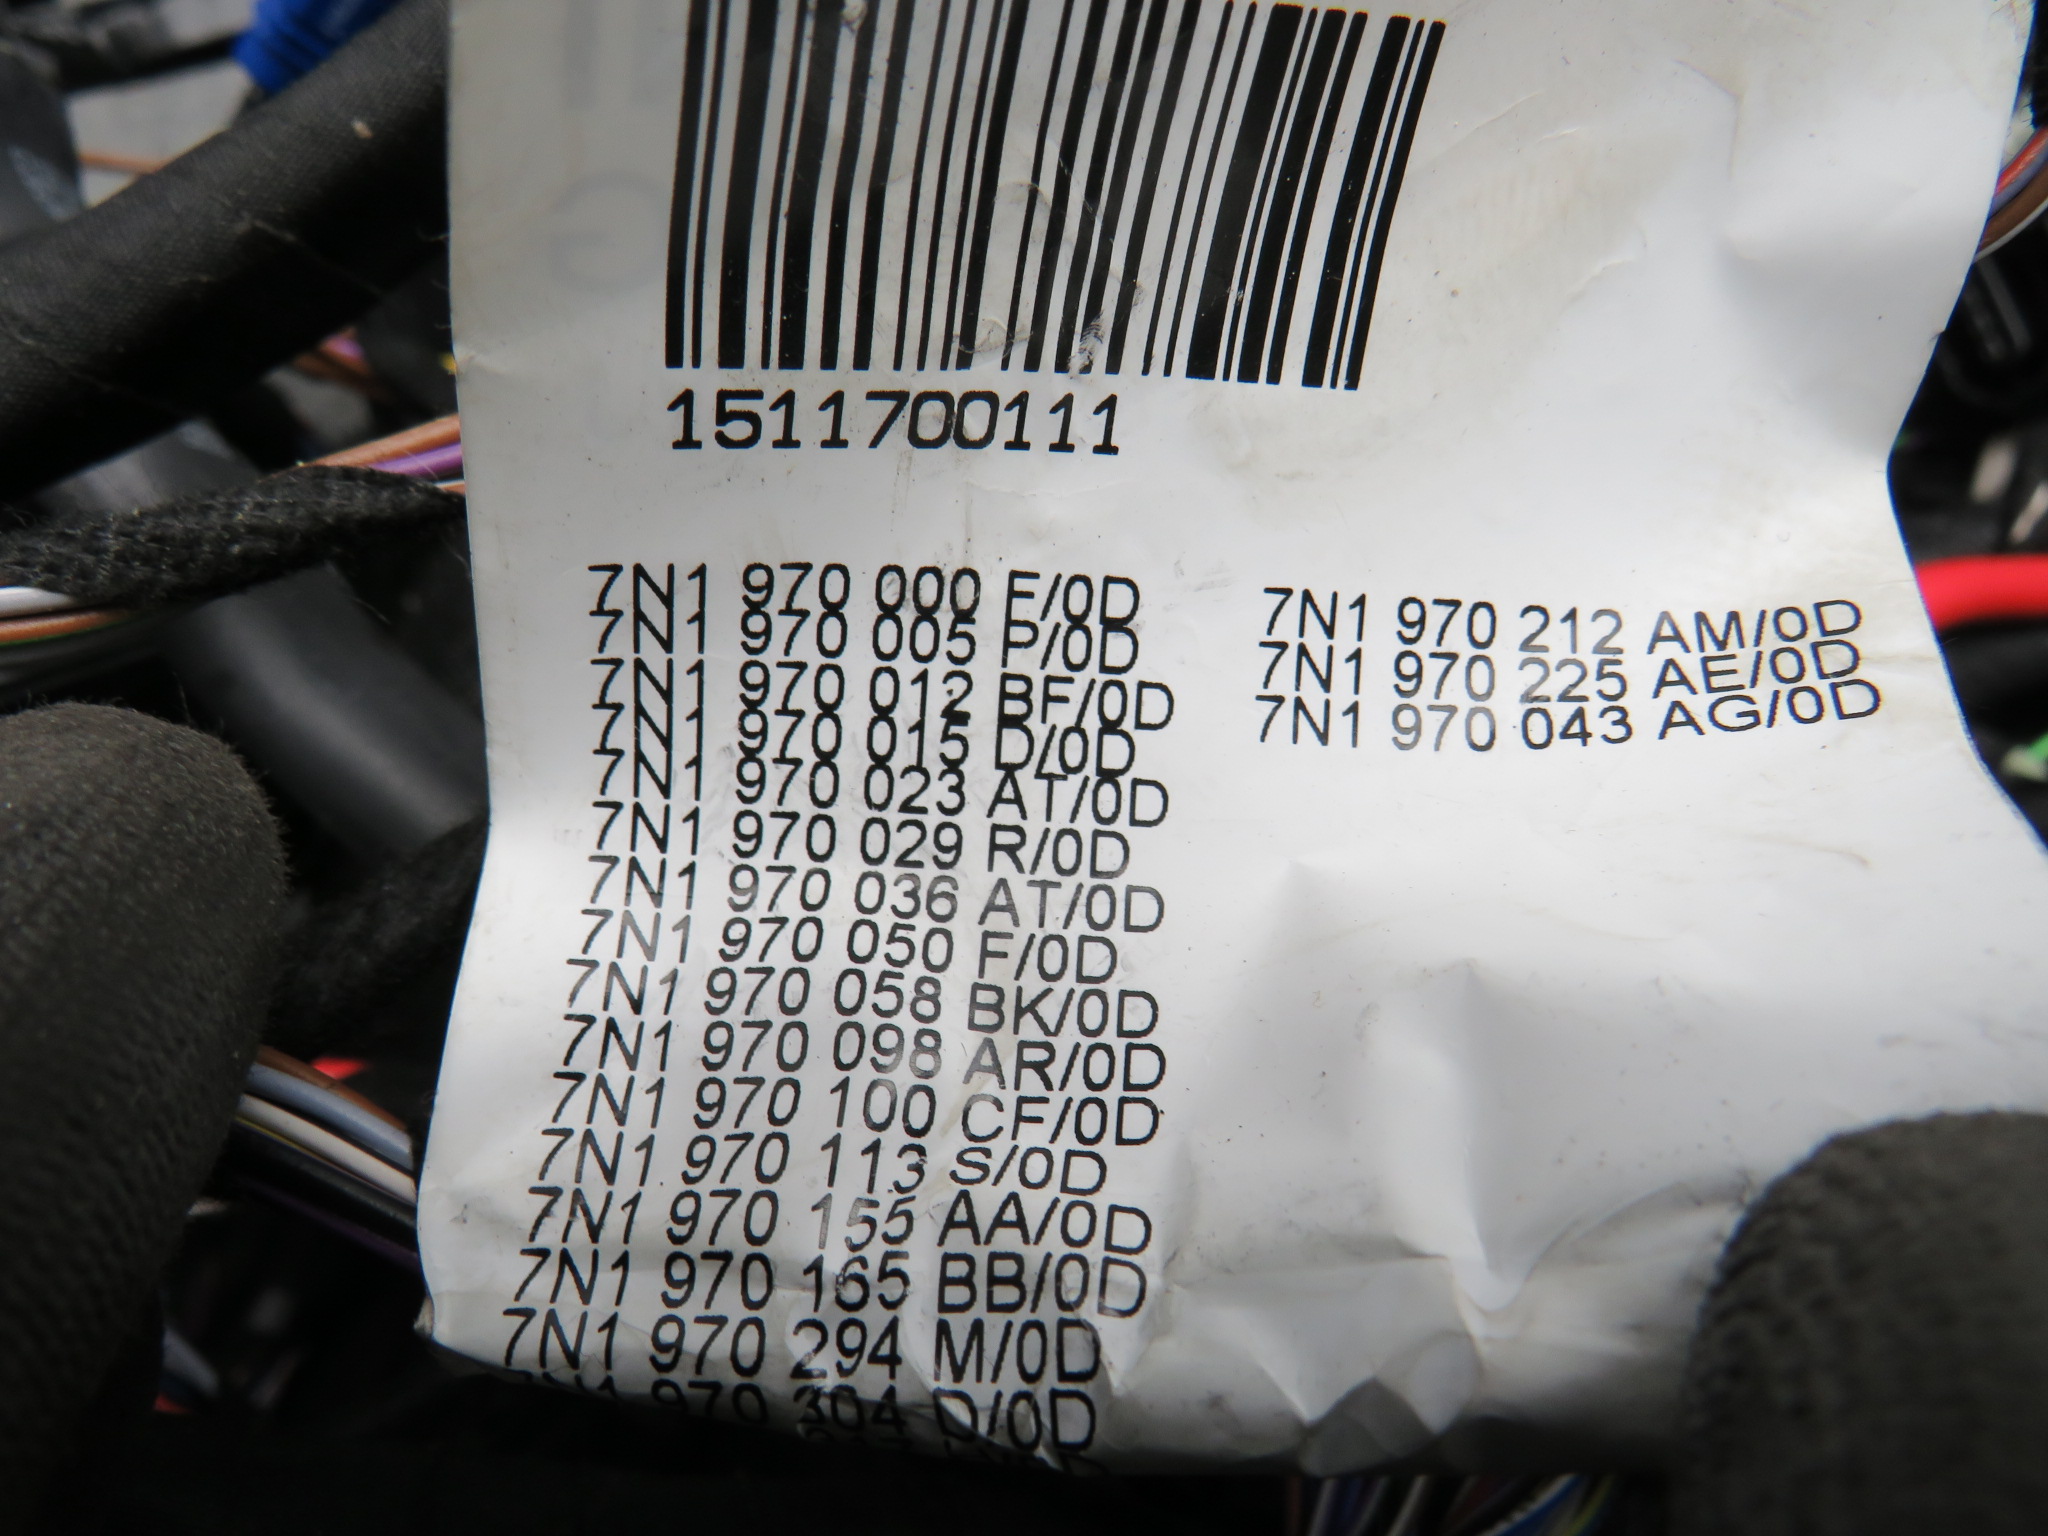 1511700111
7N1 970 000 F/0D
7N1 970 005 P/0D
7N1 970 012 BF/0D
7N1 970 015 D/0D
7N1 970 023 AT/0D
7N1 970 029 R/0D
7N1 970 036 AT/0D
7N1 970 050 F/0D
7N1 970 058 BK/0D
7N1 970 098 AR/0D
7N1 970 100 CF/0D
7N1 970 113 S/0D
7N1 970 155 AA/0D
7N1 970 165 BB/0D
7N1 970 294 M/0D
7N1 970 304 D/0D
7N1 970 212 AM/0D
7N1 970 225 AE/0D
7N1 970 043 AG/0D